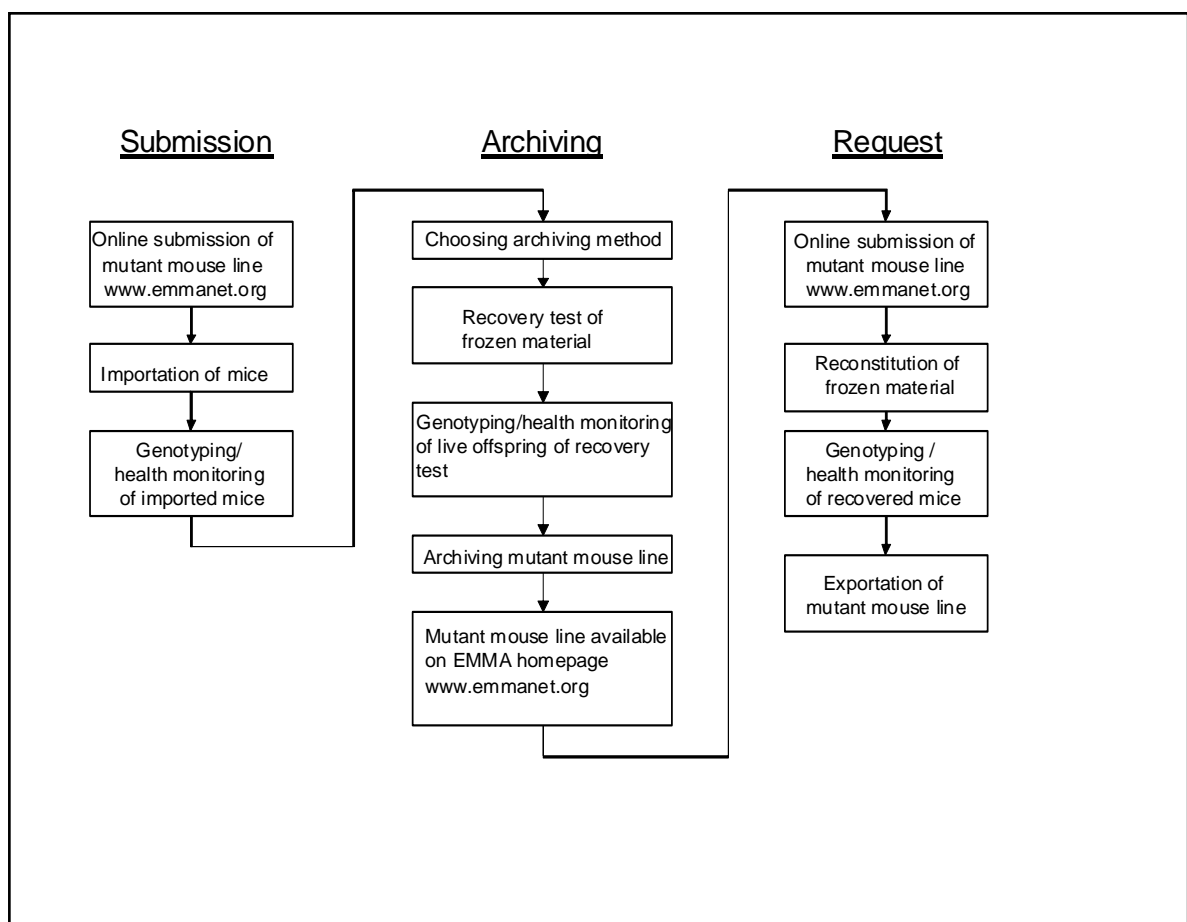 Submission
Online submission of
mutant mouse line
www.emmanet.org
Importation of mice
Genotyping/
health monitoring
of imported mice
Archiving
Choosing archiving method
Recovery test of
frozen material
Genotyping/health monitoring
of live offspring of recovery
test
Archiving mutant mouse line
Mutant mouse line available
on EMMA homepage
www.emmanet.org
Request
Online submission of
mutant mouse line
www.emmanet.org
Reconstitution of
frozen material
Genotyping /
health monitoring
of recovered mice
Exportation of
mutant mouse line